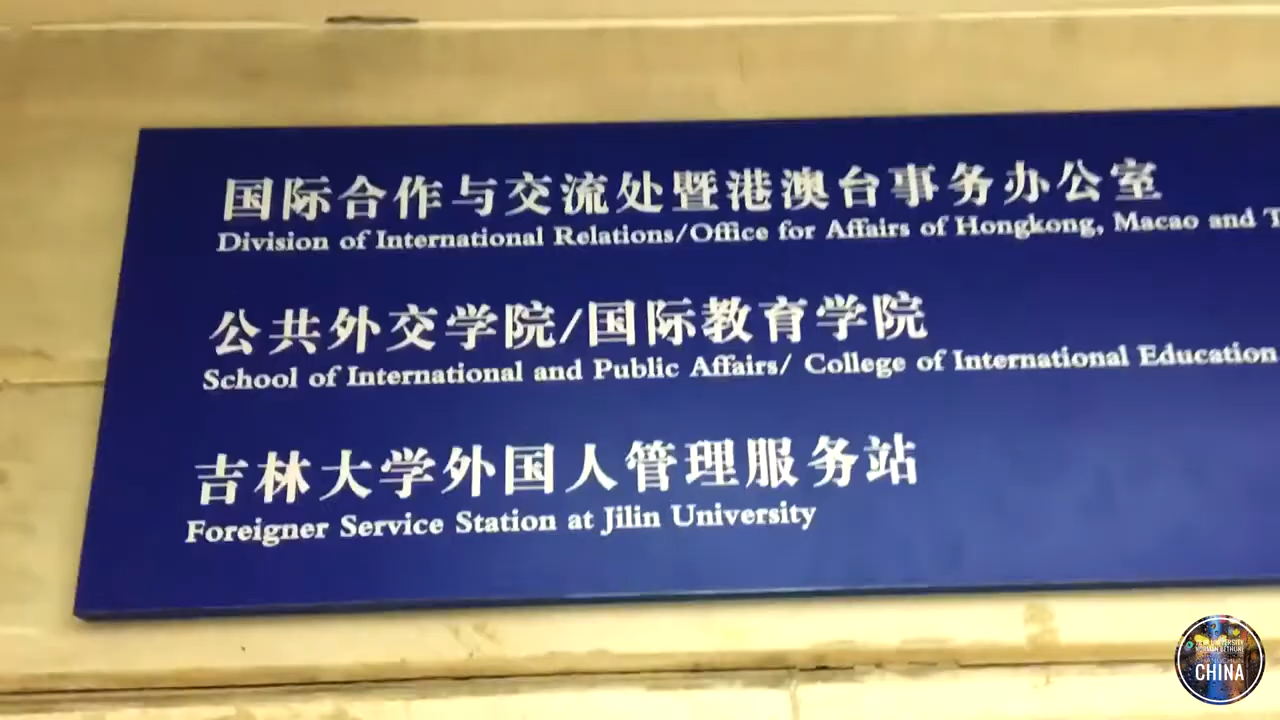 国际合作与交流处暨港澳台事务办公室
Division of International Relations/Office for Affairs of Hongkong, Macao and
公共外交学院/国际教育学院
School of International and Public Affairs/ College of International Education
吉林大学外国人管理服务站
Foreigner Service Station at Jilin University
CHINA